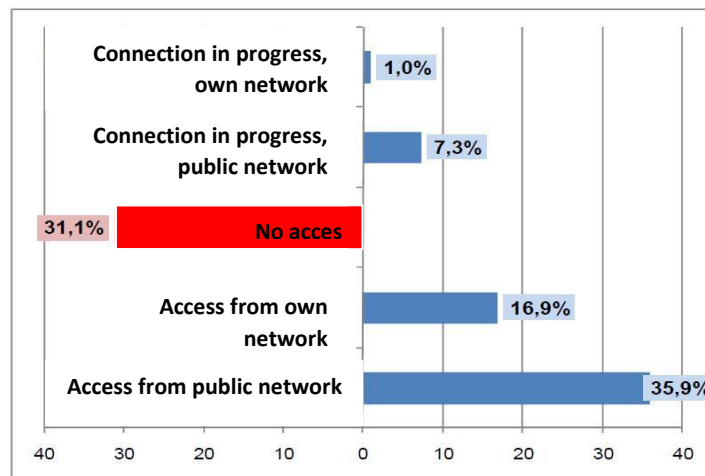 Connection in progress,
own network
1,0%
Connection in progress,
public network
7,3%
31,1%
No acces
Access from own
network
16,9%
Access from public network
35,9%
40 30 20 10 0 10 20 30 40